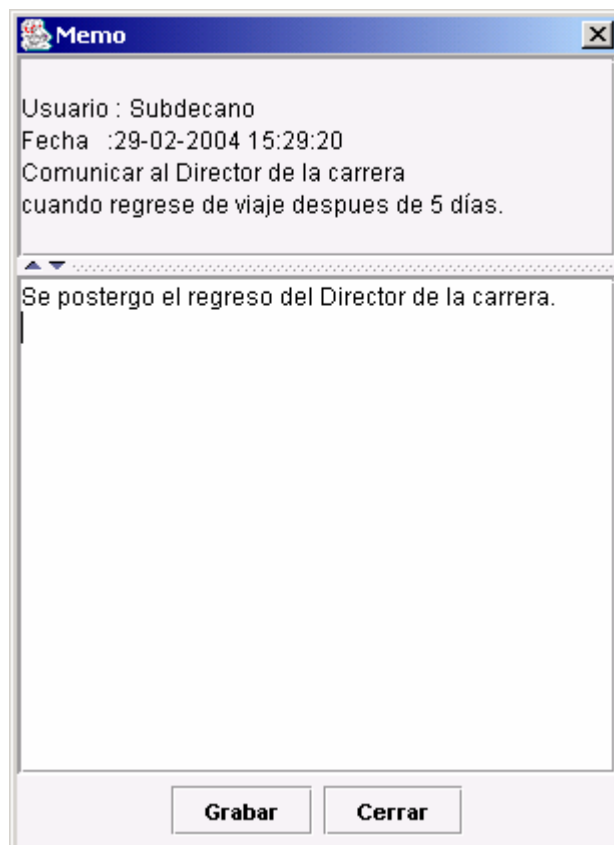 Memo
Usuario : Subdecano
Fecha :29-02-2004 15:29:20
Comunicar al Director de la carrera
cuando regrese de viaje despues de 5 días.
Se postergo el regreso del Director de la carrera.
Grabar Cerrar